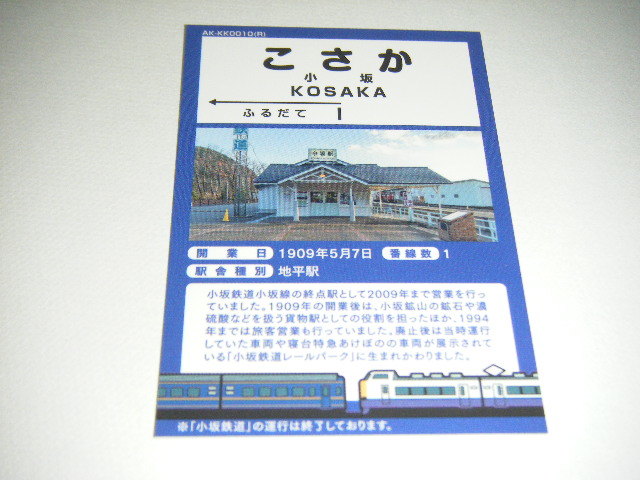 AK-KK0010(R)
こさか
小坂
KOSAKA
ふるだて
小坂駅
開業日 1909年5月7日 番線数 1
駅舎種別 地平駅
小坂鉄道小坂線の終点駅として2009年まで営業を行っ
ていました。1909年の開業後は、小坂鉱山の鉱石や濃
硫酸などを扱う貨物駅としての役割を担ったほか、1994
年までは旅客営業も行っていました。廃止後は当時運行し
ていた車両や寝台特急あけぼのの車両が展示されて
いる「小坂鉄道レールパーク」に生まれかわりました。
※「小坂鉄道」の運行は終了しております。